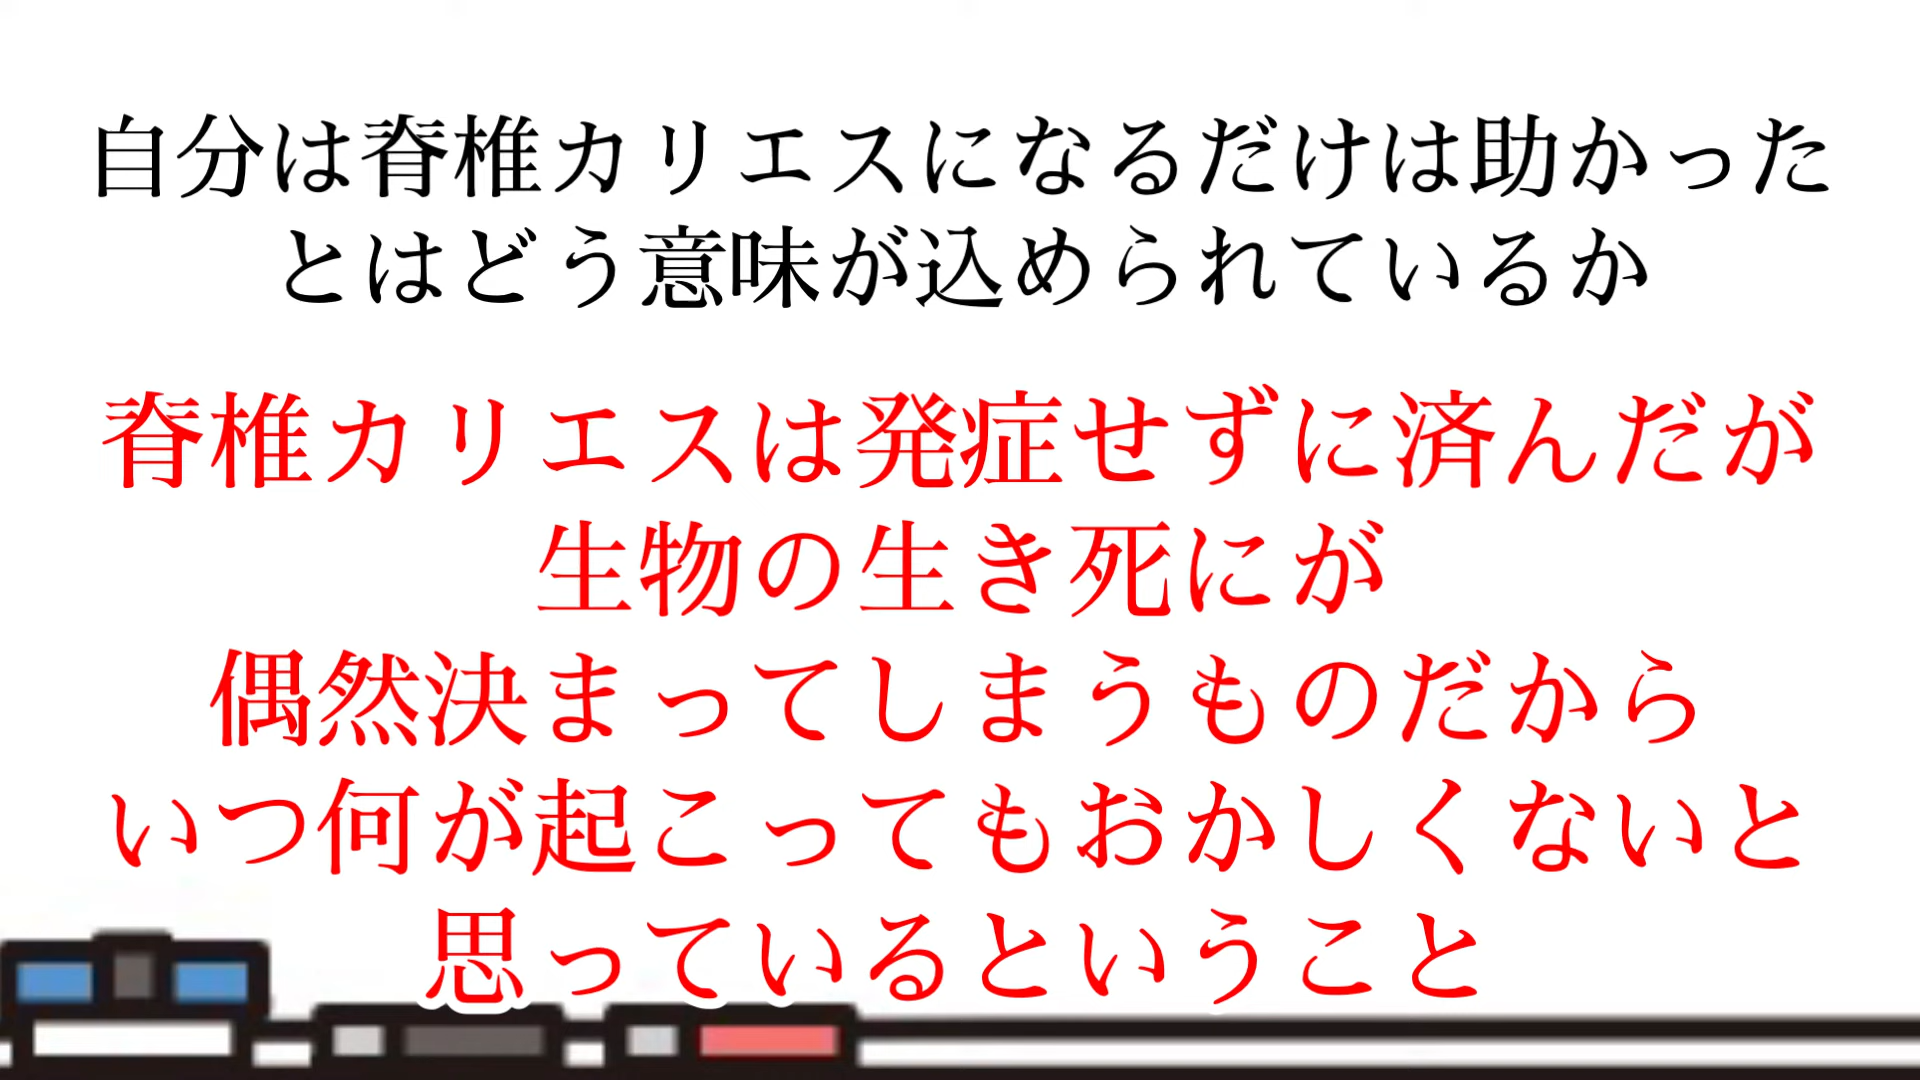 自分は脊椎カリエスになるだけは助かった
とはどう意味が込められているか
脊椎カリエスは発症せずに済んだが
生物の生き死にが
偶然決まってしまうものだから
いつ何が起こってもおかしくないと
思っているということ